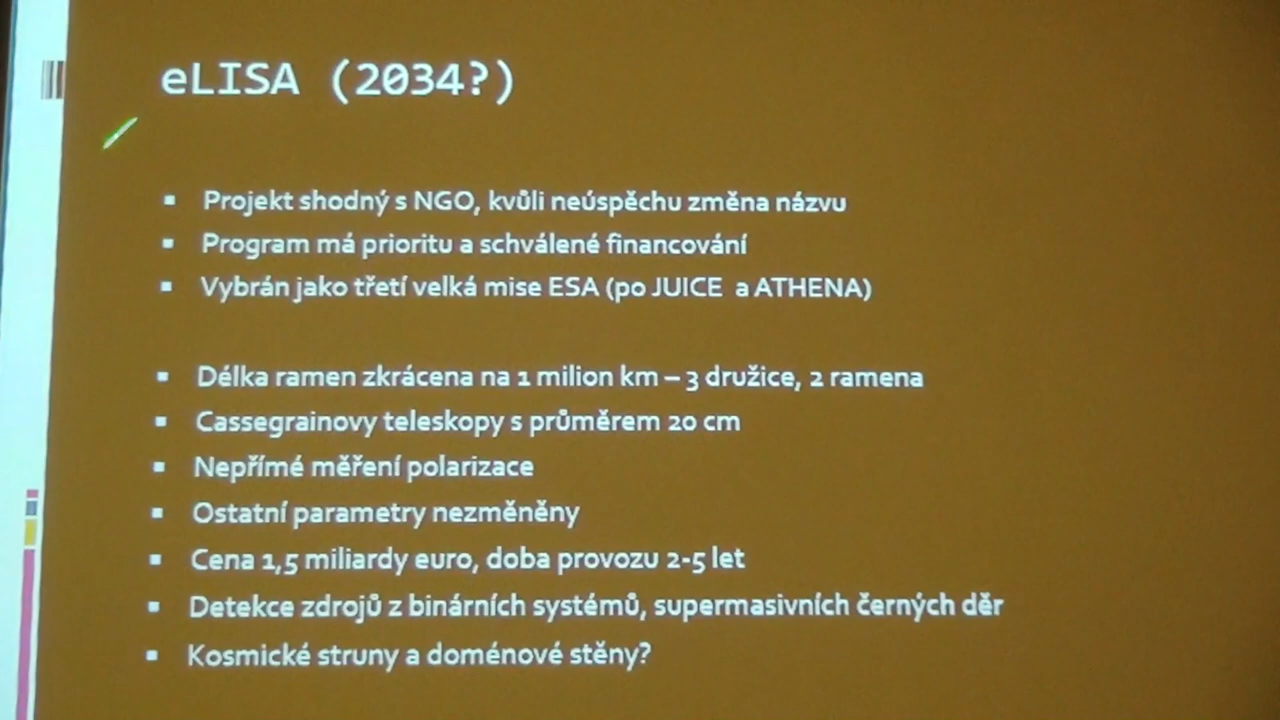 eLISA (2034?)
▪ Projekt shodný s NGO, kvůli neúspěchu změna názvu
▪ Program má prioritu a schválené financování
▪ Vybrán jako třetí velká mise ESA (po JUICE a ATHENA)
▪ Délka ramen zkrácena na 1 milion km – 3 družice, 2 ramena
▪ Cassegrainovy teleskopy s průměrem 20 cm
▪ Nepřímé měření polarizace
▪ Ostatní parametry nezměněny
▪ Cena 1,5 miliardy euro, doba provozu 2-5 let
▪ Detekce zdrojů z binárních systémů, supermasivních černých děr
▪ Kosmické struny a doménové stěny?